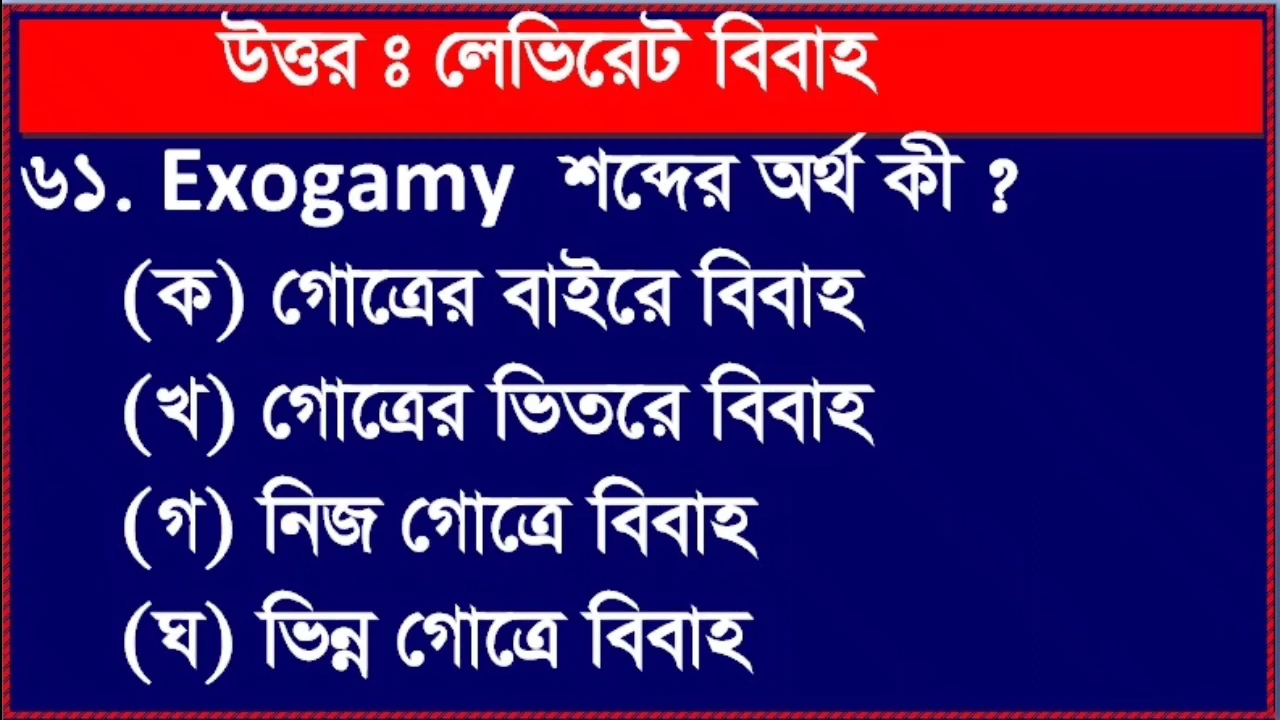 উত্তর ঃ লেভিরেট বিবাহ
৬১. Exogamy শব্দের অর্থ কী ?
(ক) গোত্রের বাইরে বিবাহ
(খ) গোত্রের ভিতরে বিবাহ
(গ) নিজ গোত্রে বিবাহ
(ঘ) ভিন্ন গোত্রে বিবাহ